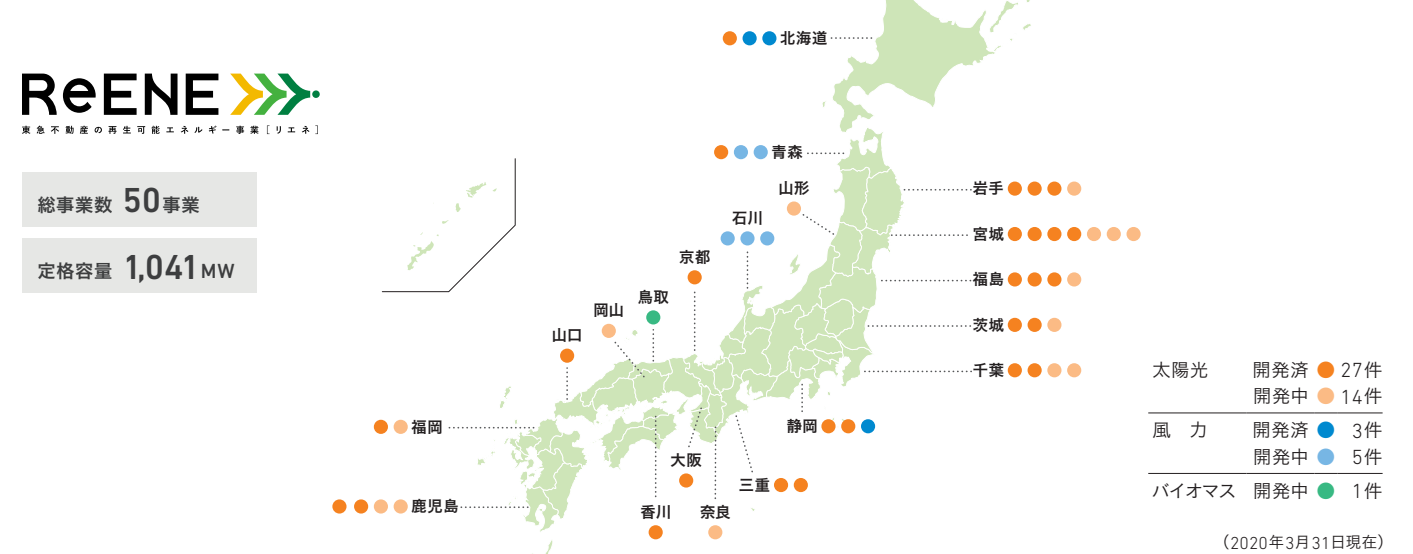 ReENE
東急不動産の再生可能エネルギー事業［リエネ］
総事業数 50事業
定格容量 1,041MW
北海道
青森
山形
石川
京都
鳥取
岡山
山口
岩手
宮城
福島
茨城
千葉
福岡
静岡
大阪
三重
鹿児島
香川
奈良
太陽光 開発済 27件
開発中 14件
風 力 開発済 3件
開発中 5件
バイオマス 開発中 1件
（2020年3月31日現在）